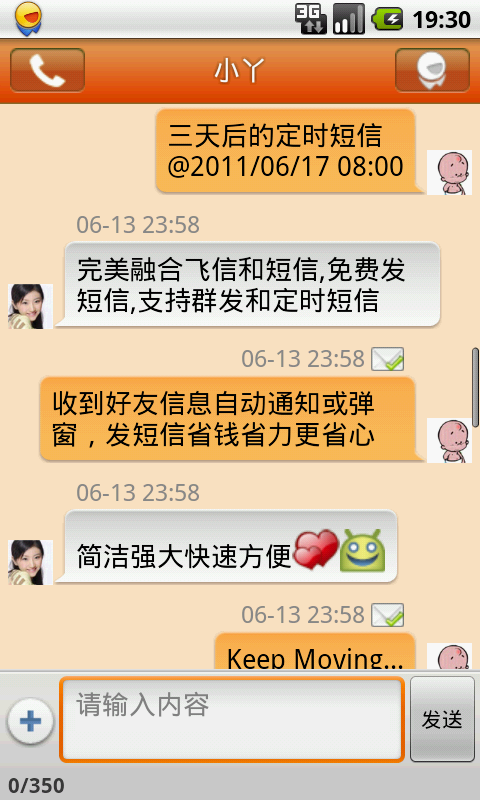 3G
19:30
小丫
三天后的定时短信
@2011/06/17 08:00
06-13 23:58
完美融合飞信和短信,免费发
短信,支持群发和定时短信
06-13 23:58
收到好友信息自动通知或弹
窗，发短信省钱省力更省心
06-13 23:58
简洁强大快速方便
06-13 23:58
Keep Moving...
请输入内容
发送
0/350